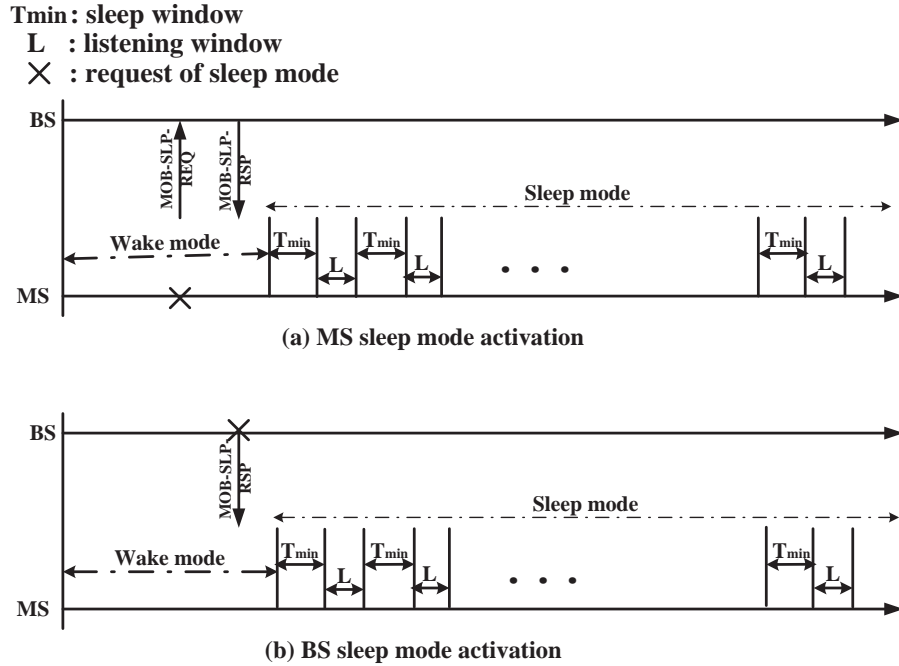 Tmin : sleep window
L : listening window
× : request of sleep mode
BS
MOB-SLP-
REQ
MOB-SLP-
RSP
Sleep mode
Wake mode
Tmin
L
Tmin
L
• • •
Tmin
L
MS
(a) MS sleep mode activation
BS
MOB-SLP-
RSP
Sleep mode
Wake mode
Tmin
L
Tmin
L
• • •
Tmin
L
MS
(b) BS sleep mode activation